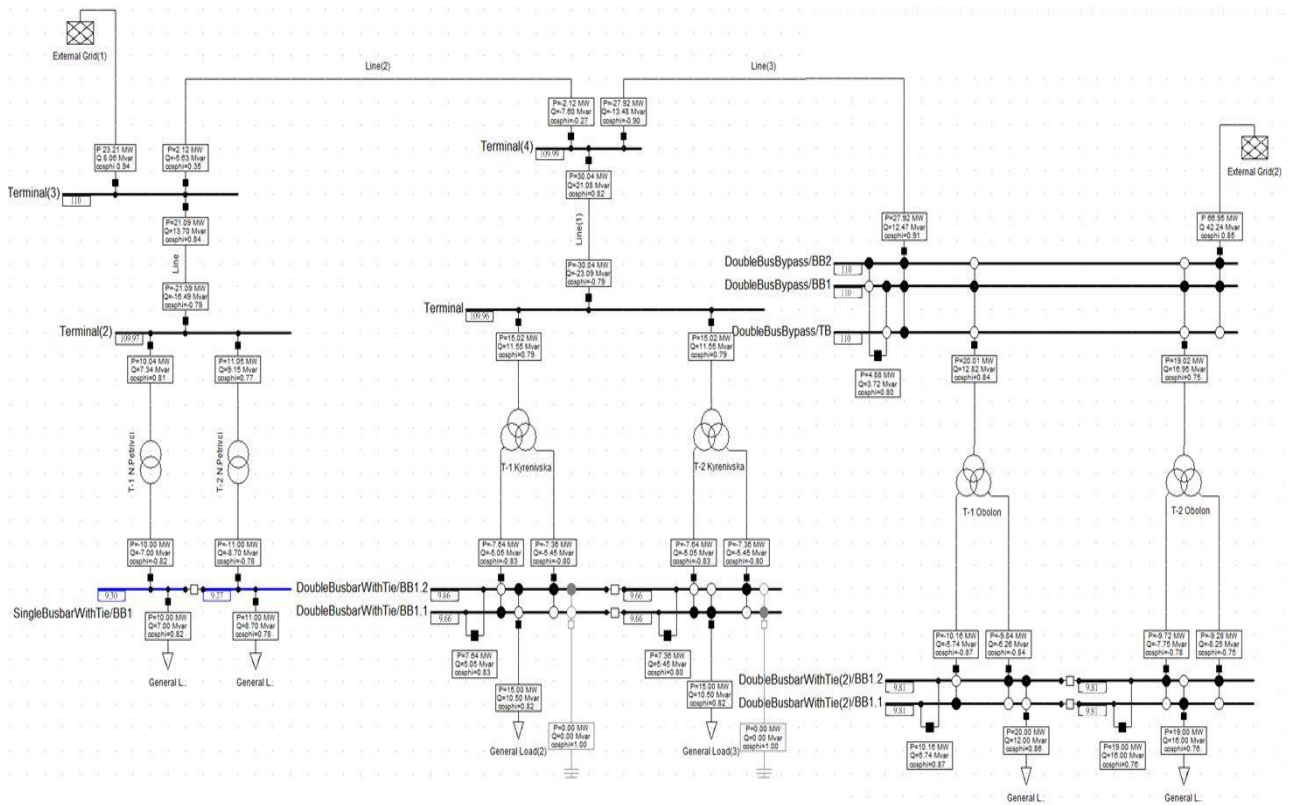 External Grid(1)
Line(2)
Line(3)
P=-2.12 MW
Q=-7.60 Mvar
cosphi=-0.27
P=-27.92 MW
Q=-13.48 Mvar
cosphi=-0.90
P 23.21 MW
Q 8.06 Mvar
cosphi 0.94
P=2.12 MW
Q=-5.63 Mvar
cosphi=0.35
Terminal(4)
109.99
External Grid(2)
Terminal(3)
110
P=30.04 MW
Q=21.08 Mvar
cosphi=0.82
P=21.09 MW
Q=13.70 Mvar
cosphi=0.84
P=27.92 MW
Q=12.47 Mvar
cosphi=0.91
P 66.95 MW
Q 42.24 Mvar
cosphi 0.85
Line(1)
Line
DoubleBusBypass/BB2
110
P=-30.04 MW
Q=-23.09 Mvar
cosphi=-0.79
DoubleBusBypass/BB1
110
P=-21.09 MW
Q=-16.49 Mvar
cosphi=-0.79
Terminal
109.96
Terminal(2)
109.97
DoubleBusBypass/TB
110
P=10.04 MW
Q=7.34 Mvar
cosphi=0.81
P=11.05 MW
Q=9.15 Mvar
cosphi=0.77
P=15.02 MW
Q=11.55 Mvar
cosphi=0.79
P=15.02 MW
Q=11.55 Mvar
cosphi=0.79
P=4.88 MW
Q=3.72 Mvar
cosphi=0.80
P=20.01 MW
Q=12.82 Mvar
cosphi=0.84
P=19.02 MW
Q=16.95 Mvar
cosphi=0.75
T-1 N.Petrivci
T-2 N.Petrivci
T-1 Kyrenivska
T-2 Kyrenivska
T-1 Obolon
T-2 Obolon
P=-10.00 MW
Q=-7.00 Mvar
cosphi=-0.82
P=-11.00 MW
Q=-8.70 Mvar
cosphi=-0.78
P=-7.64 MW
Q=-5.05 Mvar
cosphi=-0.83
P=-7.36 MW
Q=-5.45 Mvar
cosphi=-0.80
P=-7.64 MW
Q=-5.05 Mvar
cosphi=-0.83
P=-7.36 MW
Q=-5.45 Mvar
cosphi=-0.80
9.30
9.27
DoubleBusbarWithTie/BB1.2
9.66
9.66
SingleBusbarWithTie/BB1
DoubleBusbarWithTie/BB1.1
9.66
9.66
P=10.00 MW
Q=7.00 Mvar
cosphi=0.82
P=11.00 MW
Q=8.70 Mvar
cosphi=0.78
P=-10.16 MW
Q=-5.74 Mvar
cosphi=-0.87
P=-9.84 MW
Q=-6.26 Mvar
cosphi=-0.84
P=-9.72 MW
Q=-7.75 Mvar
cosphi=-0.78
P=-9.28 MW
Q=-8.25 Mvar
cosphi=-0.75
P=7.64 MW
Q=5.05 Mvar
cosphi=0.83
P=7.36 MW
Q=5.45 Mvar
cosphi=0.80
General L..
General L..
P=15.00 MW
Q=10.50 Mvar
cosphi=0.82
P=15.00 MW
Q=10.50 Mvar
cosphi=0.82
DoubleBusbarWithTie(2)/BB1.2
9.81
9.81
DoubleBusbarWithTie(2)/BB1.1
9.81
9.81
P=0.00 MW
Q=0.00 Mvar
cosphi=1.00
P=0.00 MW
Q=0.00 Mvar
cosphi=1.00
General Load(2)
General Load(3)
P=10.16 MW
Q=5.74 Mvar
cosphi=0.87
P=20.00 MW
Q=12.00 Mvar
cosphi=0.86
P=19.00 MW
Q=16.00 Mvar
cosphi=0.76
P=19.00 MW
Q=16.00 Mvar
cosphi=0.76
General L..
General L..